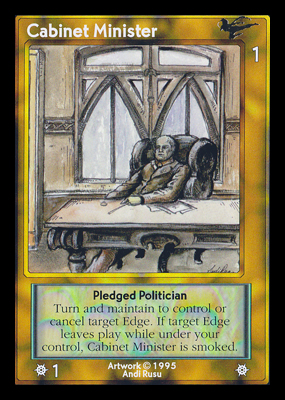 Cabinet Minister
1
Pledged Politician
Turn and maintain to control or
cancel target Edge. If target Edge
leaves play while under your
control, Cabinet Minister is smoked.
1
Artwork © 1995
Andi Rusu